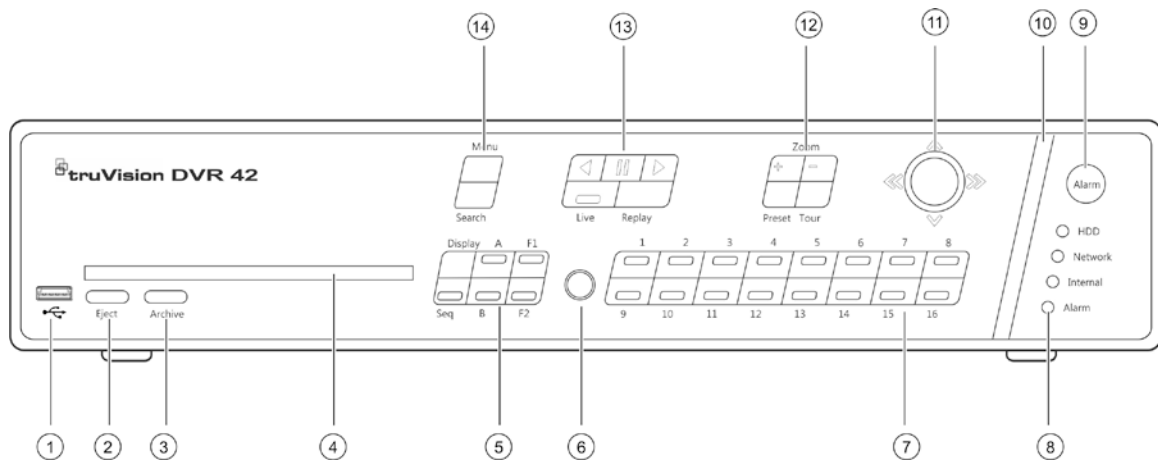 14 13 12 11 10 9
truVision DVR 42
Menu
Search
Live Replay
Zoom
+ -
Preset Tour
Alarm
HDD
Network
Internal
Alarm
Display A F1
Seq B F2
1 2 3 4 5 6 7 8
9 10 11 12 13 14 15 16
Eject Archive
1 2 3 4 5 6 7 8